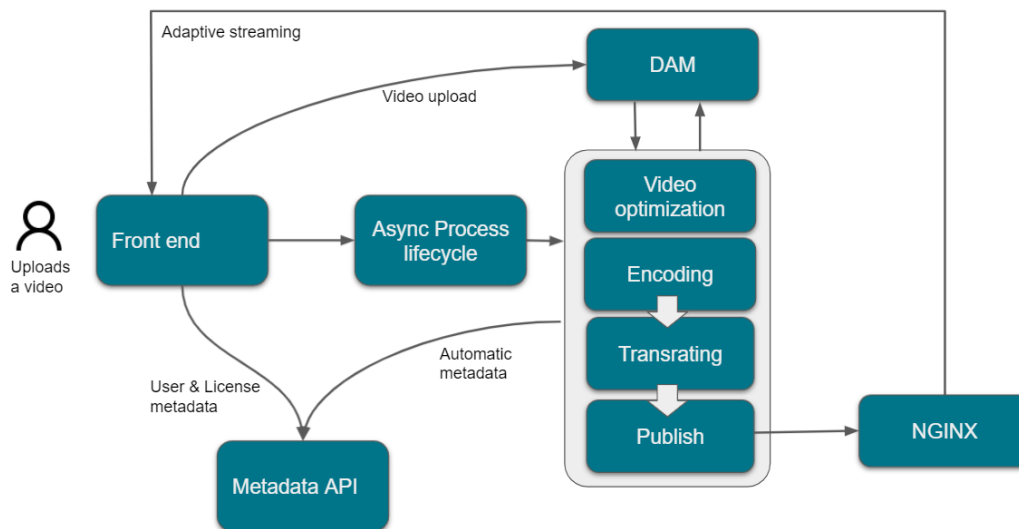 Adaptive streaming
DAM
Video upload
Video
optimization
Front end
Async Process
lifecycle
Uploads
a video
Encoding
Transrating
Automatic
metadata
User & License
metadata
Publish
NGINX
Metadata API